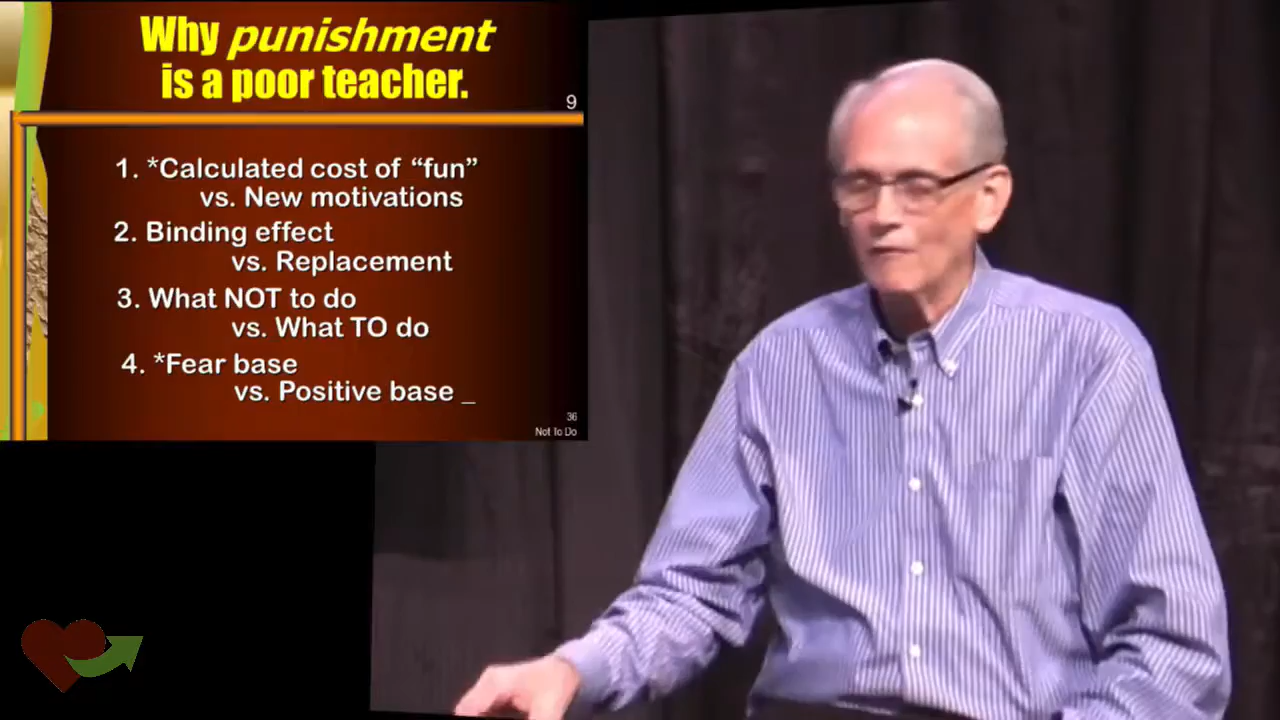 Why punishment
is a poor teacher.
9
1. *Calculated cost of “fun”
vs. New motivations
2. Binding effect
vs. Replacement
3. What NOT to do
vs. What TO do
4. *Fear base
vs. Positive base _
36
Not To Do